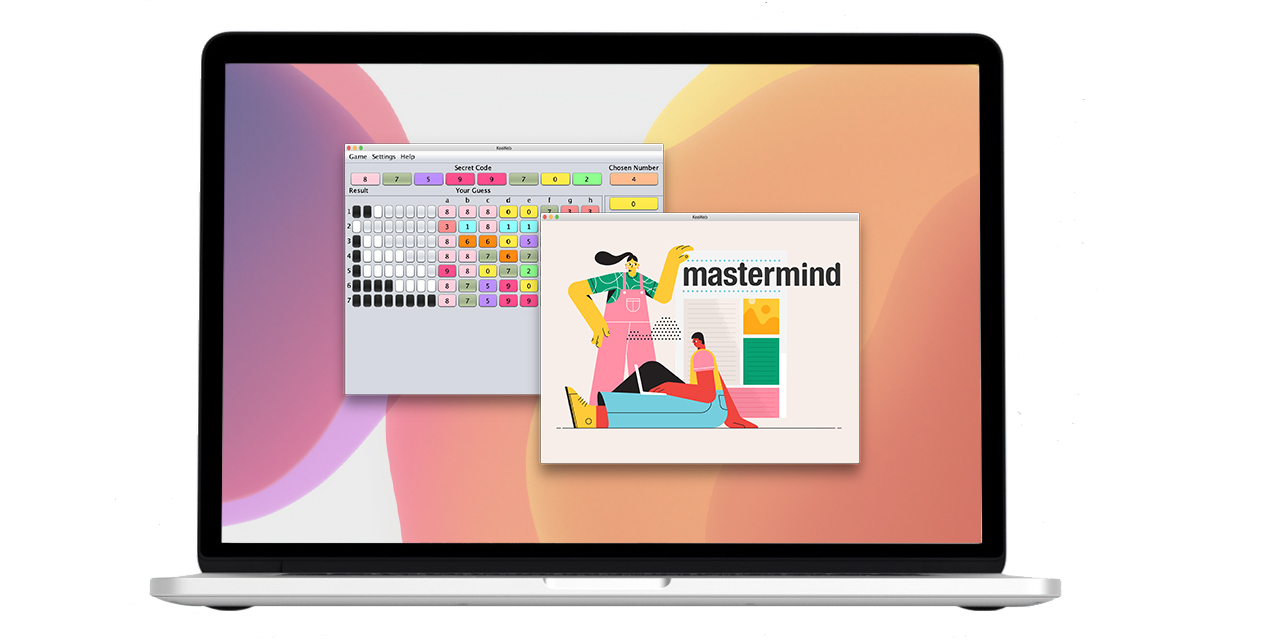 KooWeb
Game Settings Help
Secret Code Chosen Number
8 7 5 9 9 7 0 2 4
Result Your Guess
a b c d e f g h
0
1 8 8 8 0 0 7 3 3
2 3 1 8 1 1
3 8 6 6 0 5
4 8 8 7 6 7
5 9 8 0 7 2
6 8 7 5 9 0
7 8 7 5 9 9
mastermind